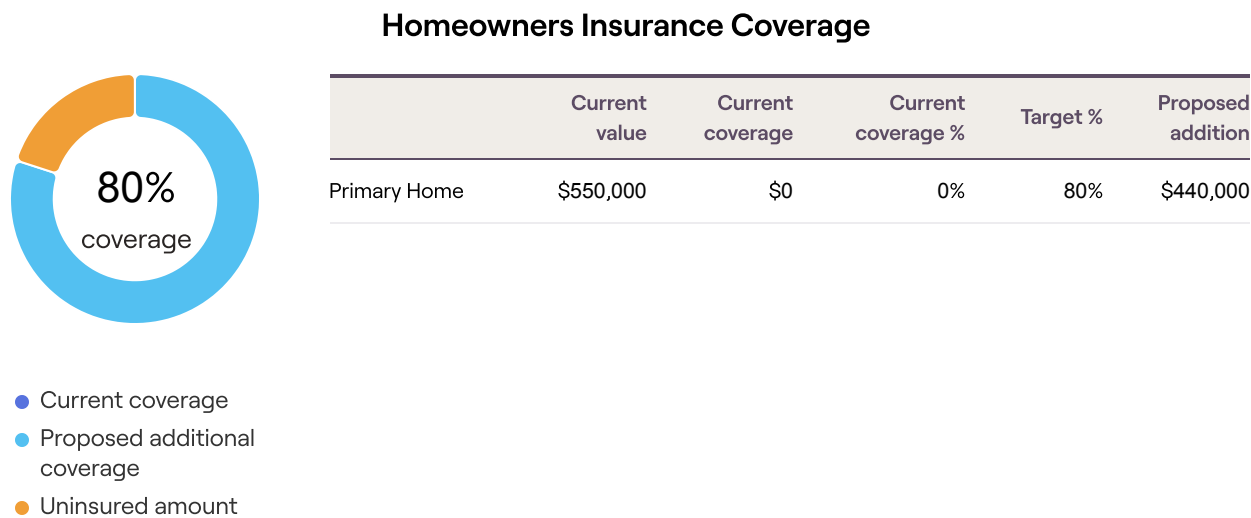 Homeowners Insurance Coverage
80%
coverage
Current coverage
Proposed additional
coverage
Uninsured amount
Current value Current coverage Current coverage % Target % Proposed addition
Primary Home $550,000 $0 0% 80% $440,000